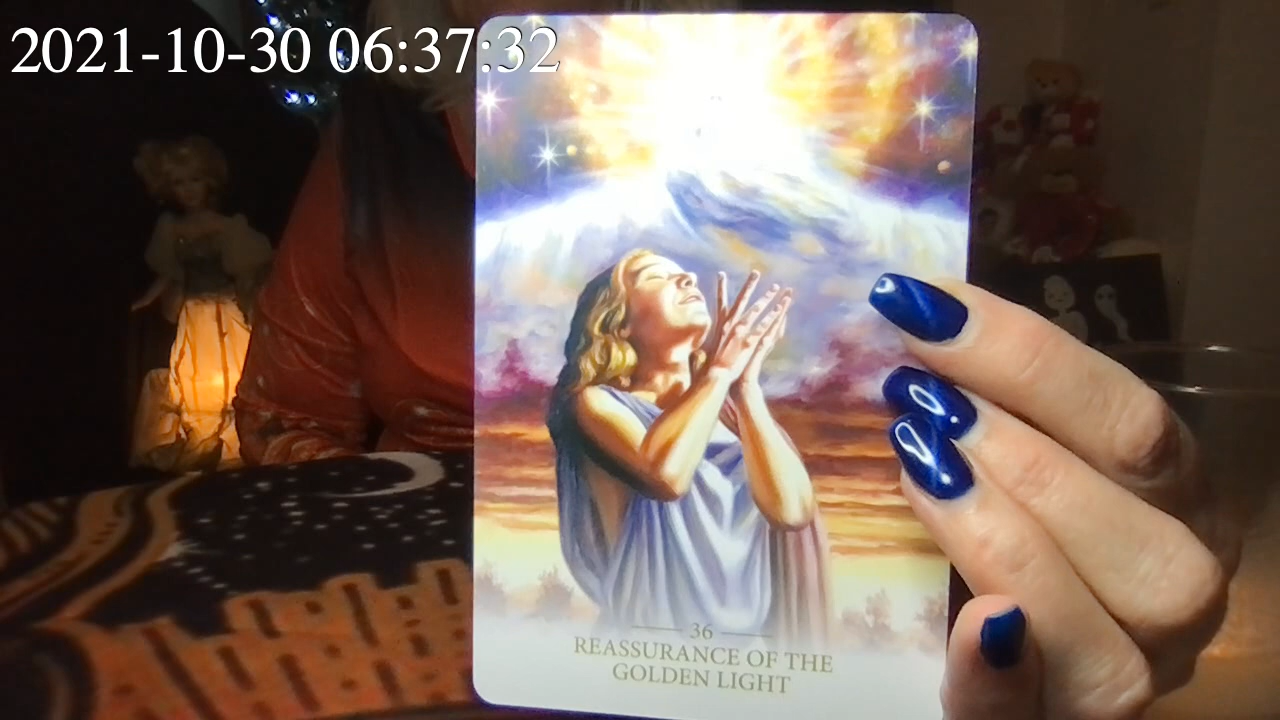 2021-10-30 06:37:32
36
REASSURANCE OF THE
GOLDEN LIGHT